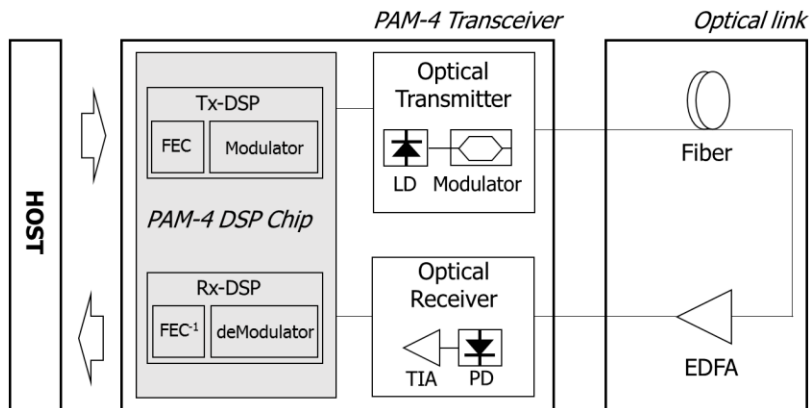 PAM-4 Transceiver
Optical link
HOST
Tx-DSP
FEC
Modulator
PAM-4 DSP Chip
Rx-DSP
FEC-1
deModulator
Optical
Transmitter
LD
Modulator
Optical
Receiver
TIA
PD
Fiber
EDFA